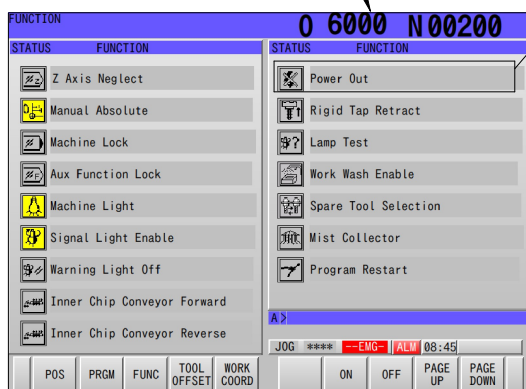 FUNCTION
O 6000 N 00200
STATUS FUNCTION
Z Axis Neglect
Manual Absolute
Machine Lock
Aux Function Lock
Machine Light
Signal Light Enable
Warning Light Off
Inner Chip Conveyor Forward
Inner Chip Conveyor Reverse
STATUS FUNCTION
Power Out
Rigid Tap Retract
Lamp Test
Work Wash Enable
Spare Tool Selection
Mist Collector
Program Restart
A>
JOG **** --EMG- ALM 08:45
POS PRGM FUNC TOOL OFFSET WORK COORD ON OFF PAGE UP PAGE DOWN